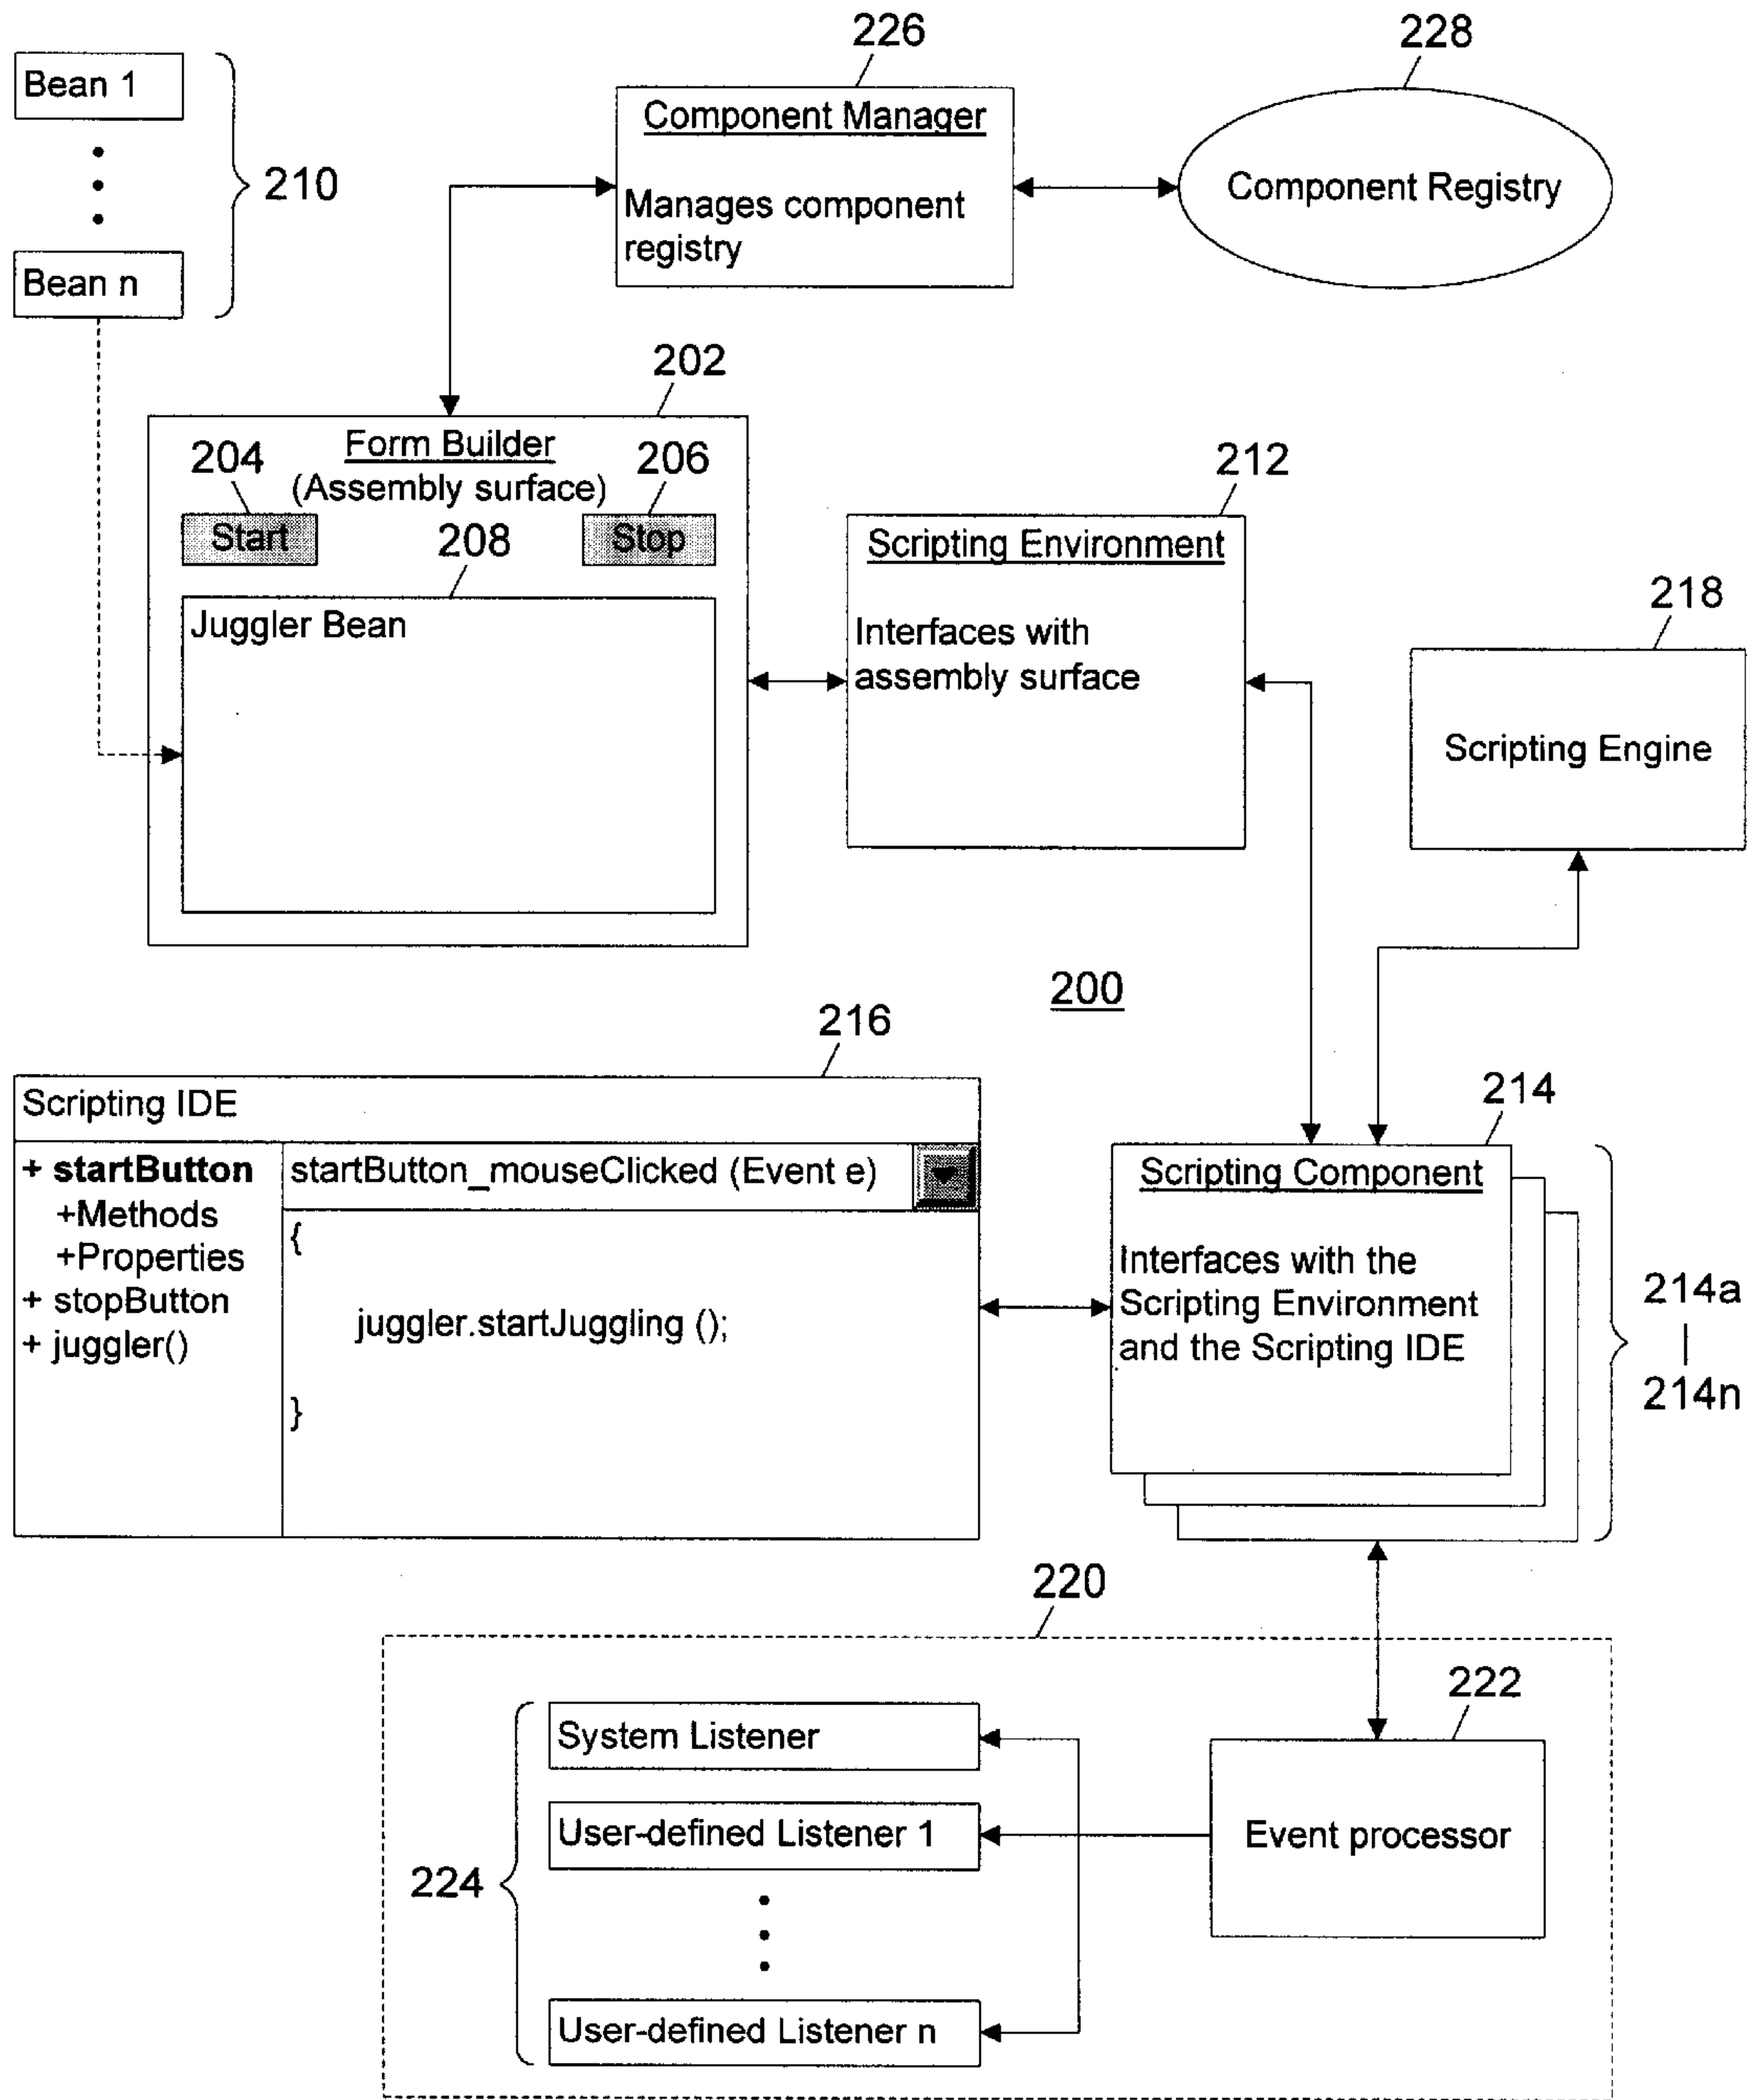 226
228
Bean 1
Component Manager
210
Manages component
registry
Component Registry
Bean n
202
Form Builder
204
206
(Assembly surface)
212
Start
208
Stop
Scripting Environment
218
Juggler Bean
Interfaces with
assembly surface
Scripting Engine
200
216
Scripting IDE
214
+ startButton
startButton_mouseClicked (Event e)
Scripting Component
+Methods
{
+Properties
Interfaces with the
+ stopButton
Scripting Environment
214a
juggler.startJuggling ();
+ juggler()
and the Scripting IDE
|
214n
}
220
222
System Listener
User-defined Listener 1
Event processor
224
User-defined Listener n